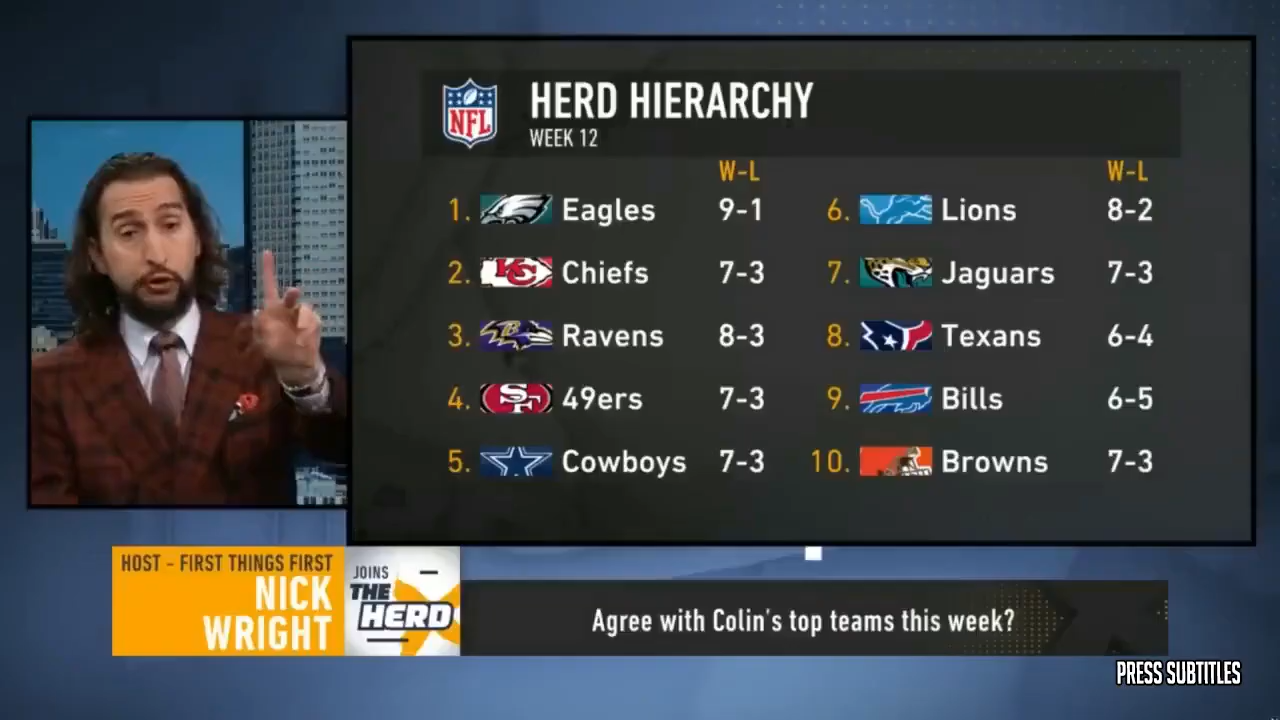 NFL
HERD HIERARCHY
WEEK 12
W-L W-L
1. Eagles 9-1 6. Lions 8-2
2. KC Chiefs 7-3 7. Jaguars 7-3
3. Ravens 8-3 8. Texans 6-4
4. SF 49ers 7-3 9. Bills 6-5
5. Cowboys 7-3 10. Browns 7-3
HOST - FIRST THINGS FIRST
NICK
WRIGHT
JOINS
THE
HERD
Agree with Colin's top teams this week?
PRESS SUBTITLES